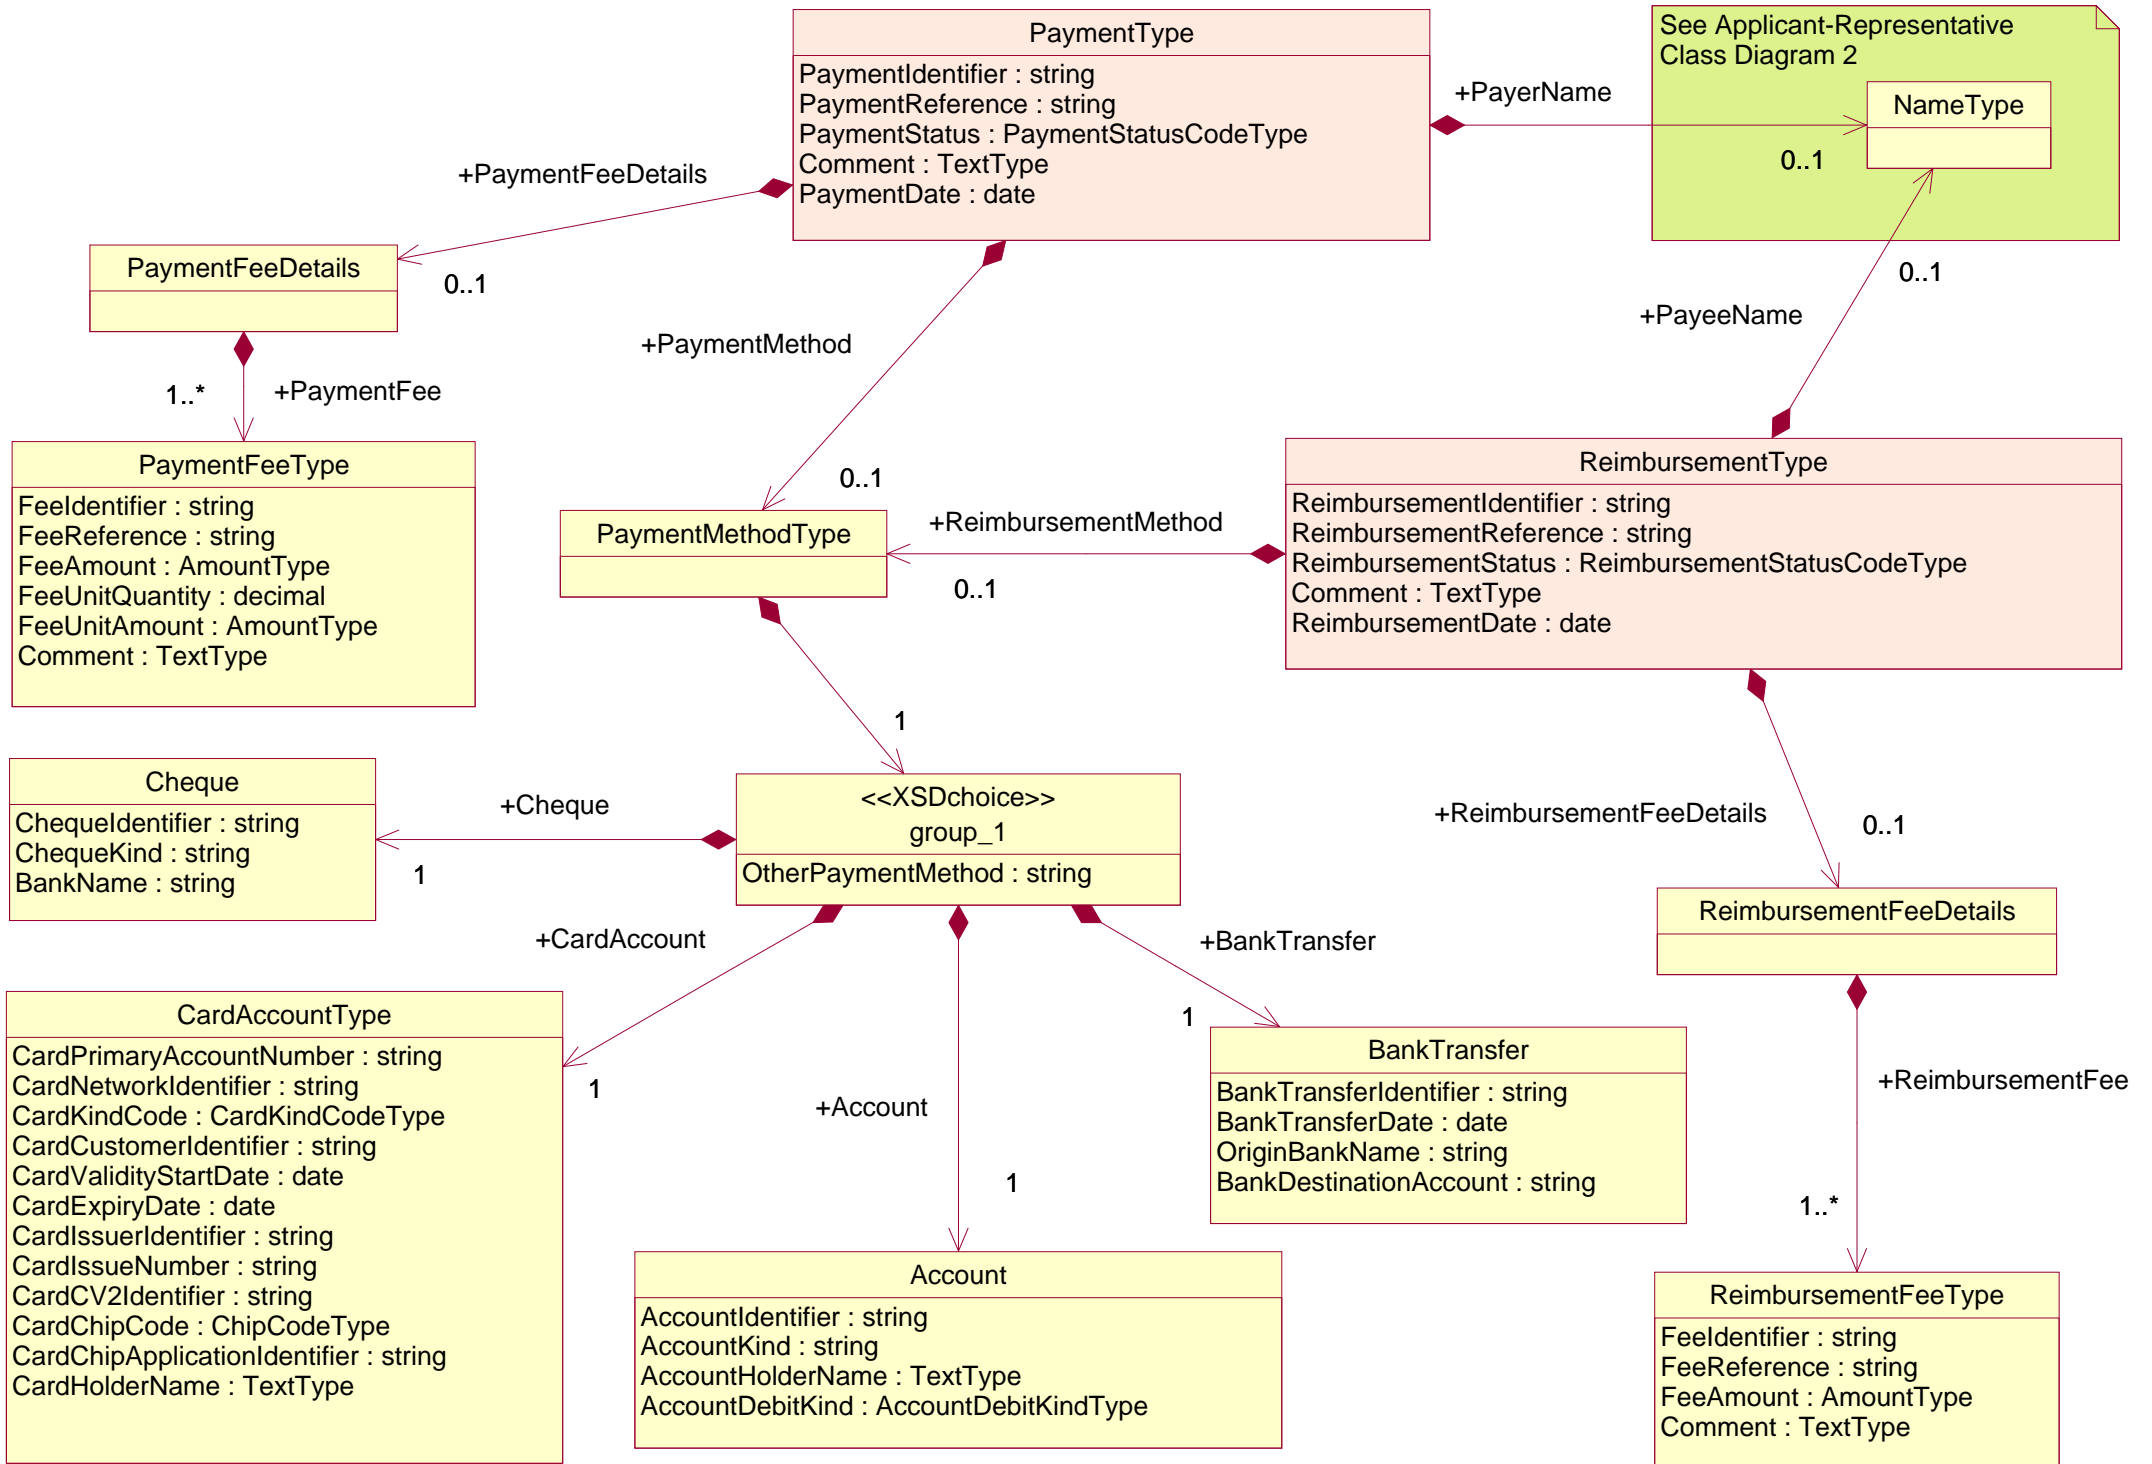 PaymentType
PaymentIdentifier : string
PaymentReference : string
PaymentStatus : PaymentStatusCodeType
Comment : TextType
PaymentDate : date
See Applicant-Representative
Class Diagram 2
NameType
+PayerName
0..1
+PaymentFeeDetails
0..1
PaymentFeeDetails
+PaymentMethod
0..1
+PayeeName
0..1
1..*
+PaymentFee
PaymentFeeType
FeeIdentifier : string
FeeReference : string
FeeAmount : AmountType
FeeUnitQuantity : decimal
FeeUnitAmount : AmountType
Comment : TextType
PaymentMethodType
+ReimbursementMethod
0..1
ReimbursementType
ReimbursementIdentifier : string
ReimbursementReference : string
ReimbursementStatus : ReimbursementStatusCodeType
Comment : TextType
ReimbursementDate : date
1
Cheque
ChequeIdentifier : string
ChequeKind : string
BankName : string
+Cheque
1
<<XSDchoice>>
group_1
OtherPaymentMethod : string
+ReimbursementFeeDetails
0..1
ReimbursementFeeDetails
+CardAccount
1
+Account
1
+BankTransfer
1
CardAccountType
CardPrimaryAccountNumber : string
CardNetworkIdentifier : string
CardKindCode : CardKindCodeType
CardCustomerIdentifier : string
CardValidityStartDate : date
CardExpiryDate : date
CardIssuerIdentifier : string
CardIssueNumber : string
CardCV2Identifier : string
CardChipCode : ChipCodeType
CardChipApplicationIdentifier : string
CardHolderName : TextType
BankTransfer
BankTransferIdentifier : string
BankTransferDate : date
OriginBankName : string
BankDestinationAccount : string
+ReimbursementFee
1..*
Account
AccountIdentifier : string
AccountKind : string
AccountHolderName : TextType
AccountDebitKind : AccountDebitKindType
ReimbursementFeeType
FeeIdentifier : string
FeeReference : string
FeeAmount : AmountType
Comment : TextType